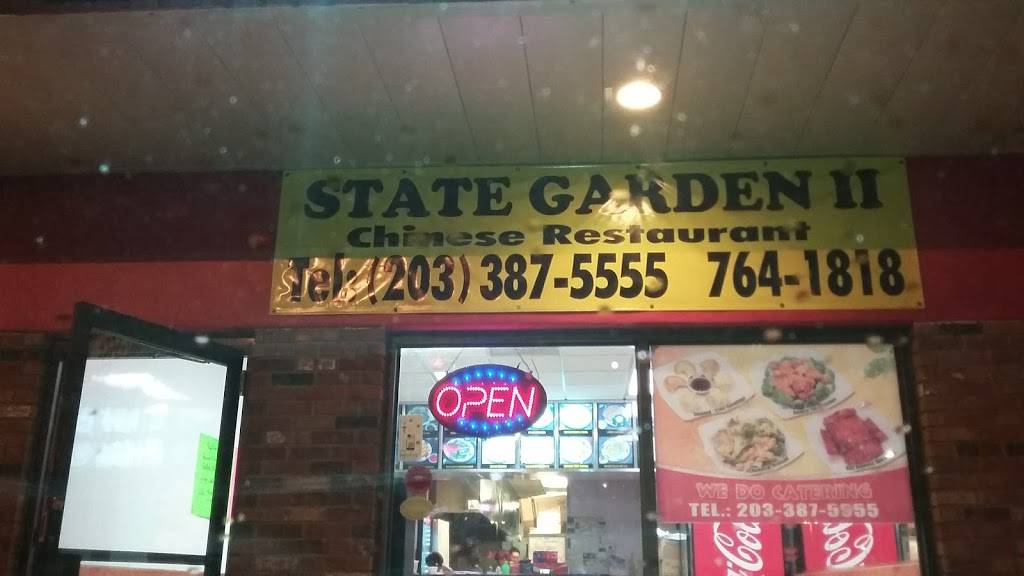 STATE GARDEN II
Chinese Restaurant
Tel: (203) 387-5555 764-1818
OPEN
WE DO CATERING
TEL.: 203-387-5955